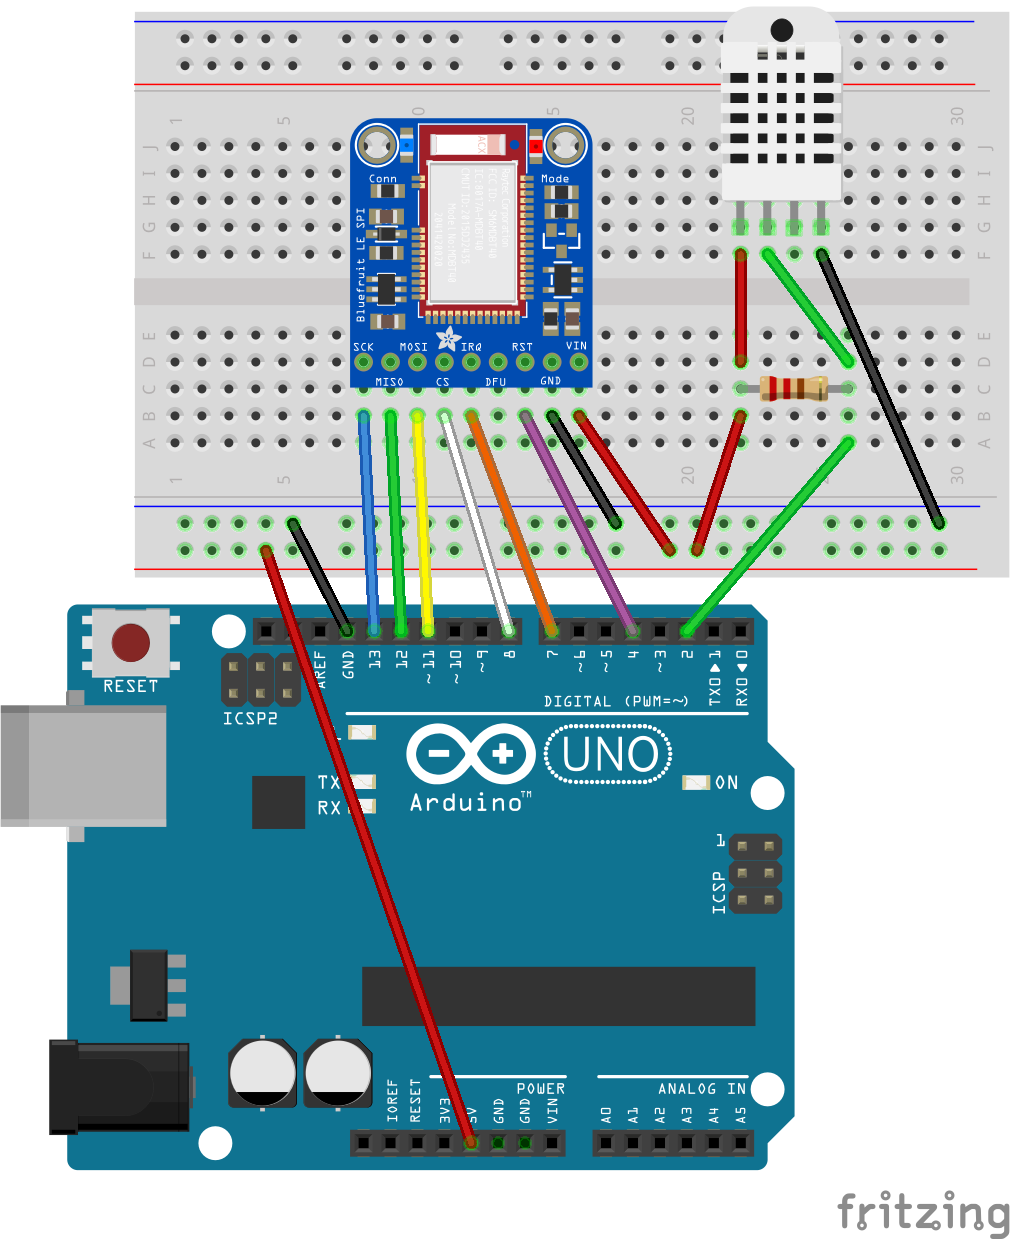 1 5 10 15 20 25 30
J J
I I
H H
G G
F F
Conn Mode
Bluefruit LE SPI
SCK MOSI IRQ RST VIN
MISO CS DFU GND
E E
D D
C C
B B
A A
1 5 20 30
RESET
ICSP2
AREF GND 13 12 ~11 ~10 ~9 8 7 ~6 ~5 4 ~3 2 TX0▶1 RX0◀0
DIGITAL (PWM=~)
UNO
TX
RX
Arduino™
ON
1
ICSP
POWER ANALOG IN
IOREF RESET 3V3 5V GND GND VIN A0 A1 A2 A3 A4 A5
fritzing